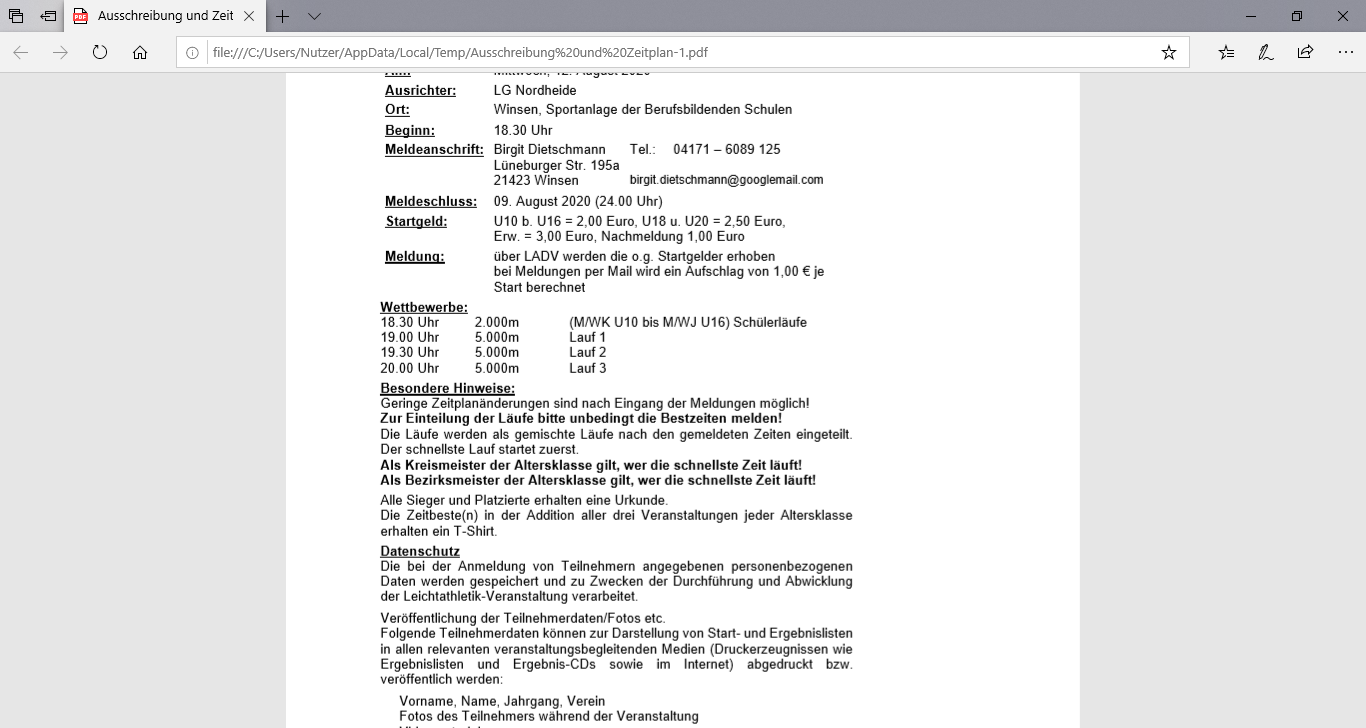 Ausschreibung und Zeit
file:///C:/Users/Nutzer/AppData/Local/Temp/Ausschreibung%20und%20Zeitplan-1.pdf
Mittwoch, 12. August 2020
Ausrichter: LG Nordheide
Ort: Winsen, Sportanlage der Berufsbildenden Schulen
Beginn: 18.30 Uhr
Meldeanschrift: Birgit Dietschmann Tel.: 04171 – 6089 125
Lüneburger Str. 195a
21423 Winsen birgit.dietschmann@googlemail.com
Meldeschluss: 09. August 2020 (24.00 Uhr)
Startgeld: U10 b. U16 = 2,00 Euro, U18 u. U20 = 2,50 Euro,
Erw. = 3,00 Euro, Nachmeldung 1,00 Euro
Meldung: über LADV werden die o.g. Startgelder erhoben
bei Meldungen per Mail wird ein Aufschlag von 1,00 € je
Start berechnet
Wettbewerbe:
18.30 Uhr 2.000m (M/WK U10 bis M/WJ U16) Schülerläufe
19.00 Uhr 5.000m Lauf 1
19.30 Uhr 5.000m Lauf 2
20.00 Uhr 5.000m Lauf 3
Besondere Hinweise:
Geringe Zeitplanänderungen sind nach Eingang der Meldungen möglich!
Zur Einteilung der Läufe bitte unbedingt die Bestzeiten melden!
Die Läufe werden als gemischte Läufe nach den gemeldeten Zeiten eingeteilt.
Der schnellste Lauf startet zuerst.
Als Kreismeister der Altersklasse gilt, wer die schnellste Zeit läuft!
Als Bezirksmeister der Altersklasse gilt, wer die schnellste Zeit läuft!
Alle Sieger und Platzierte erhalten eine Urkunde.
Die Zeitbeste(n) in der Addition aller drei Veranstaltungen jeder Altersklasse
erhalten ein T-Shirt.
Datenschutz
Die bei der Anmeldung von Teilnehmern angegebenen personenbezogenen
Daten werden gespeichert und zu Zwecken der Durchführung und Abwicklung
der Leichtathletik-Veranstaltung verarbeitet.
Veröffentlichung der Teilnehmerdaten/Fotos etc.
Folgende Teilnehmerdaten können zur Darstellung von Start- und Ergebnislisten
in allen relevanten veranstaltungsbegleitenden Medien (Druckerzeugnissen wie
Ergebnislisten und Ergebnis-CDs sowie im Internet) abgedruckt bzw.
veröffentlich werden:
Vorname, Name, Jahrgang, Verein
Fotos des Teilnehmers während der Veranstaltung